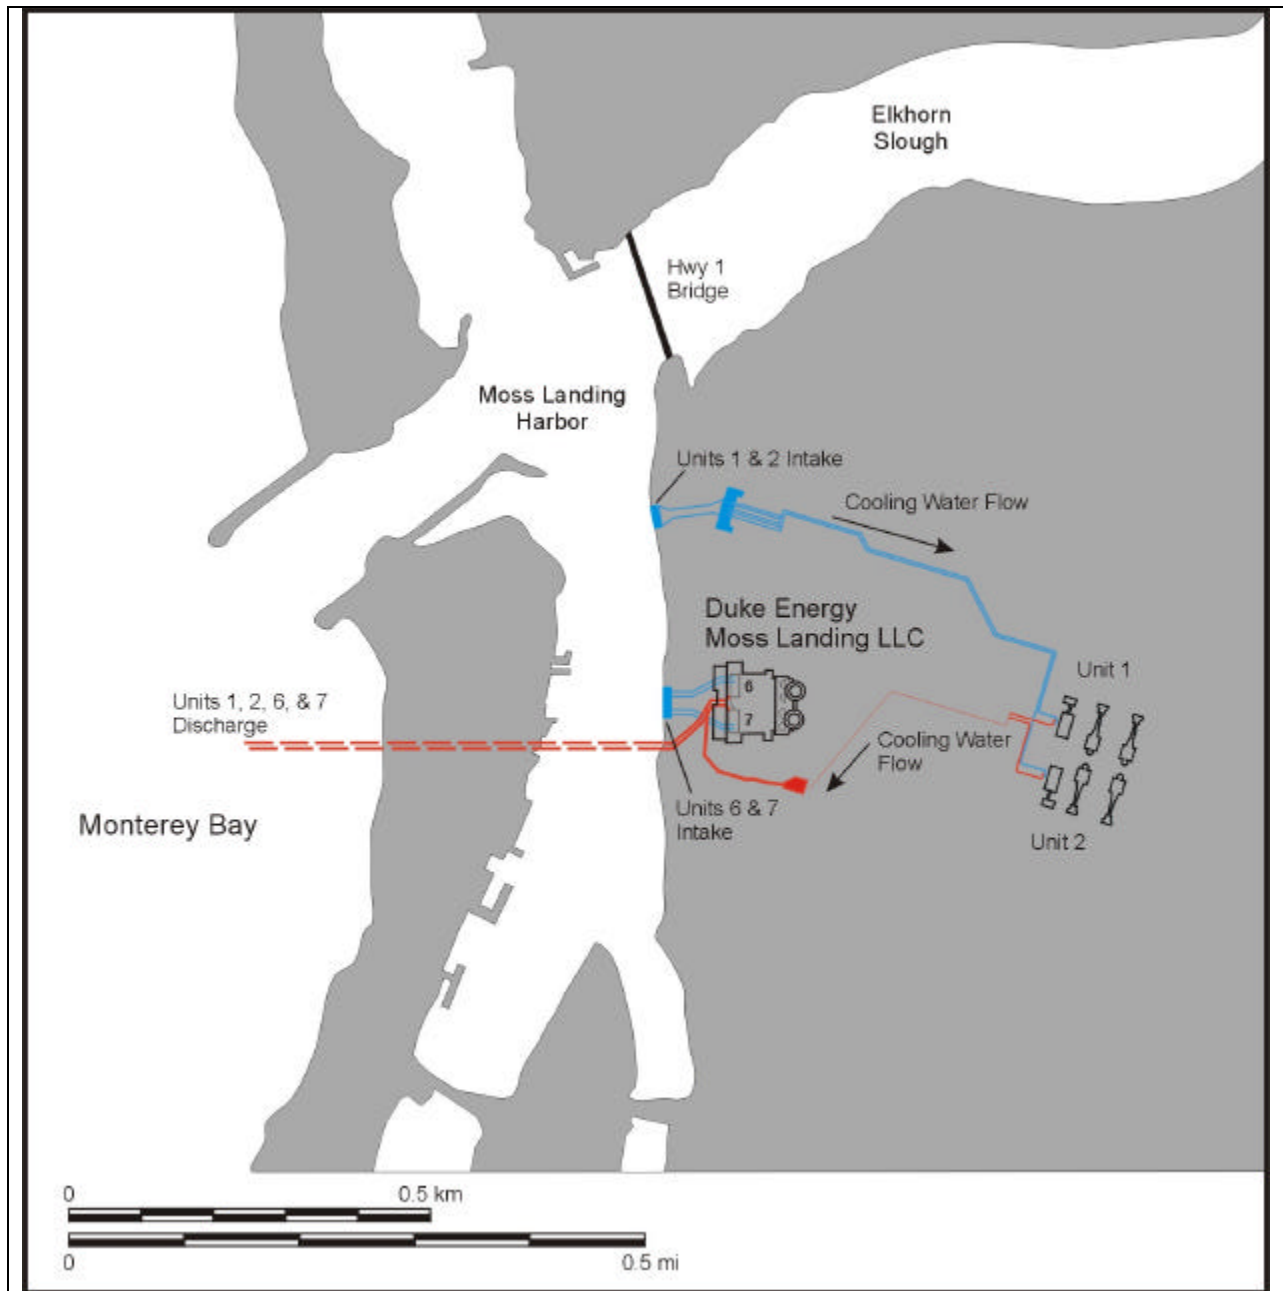 Elkhorn
Slough
Hwy 1
Bridge
Moss Landing
Harbor
Units 1 & 2 Intake
Cooling Water Flow
Duke Energy
Moss Landing LLC
6
7
Unit 1
Units 1, 2, 6, & 7
Discharge
Cooling Water
Flow
Units 6 & 7
Intake
Monterey Bay
Unit 2
0
0.5 km
0
0.5 mi